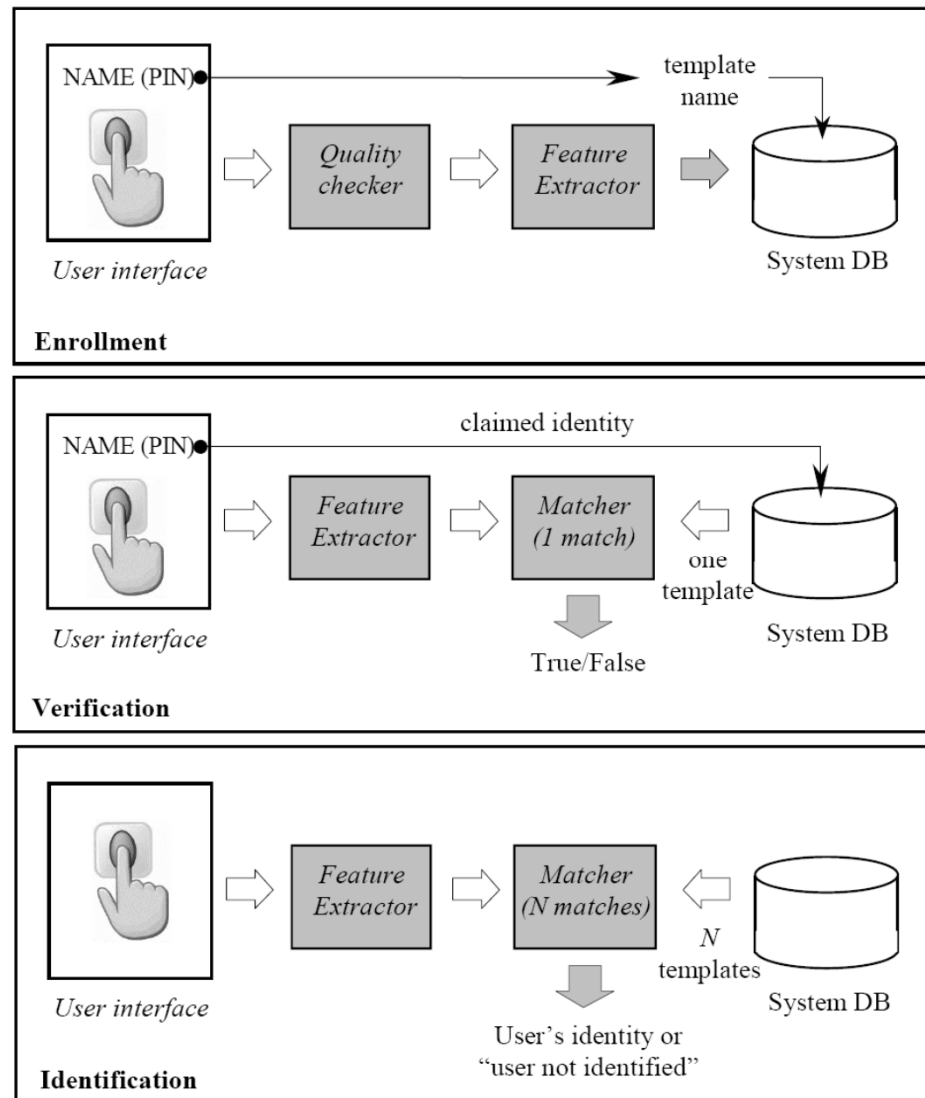 NAME (PIN)
template
name
Quality
checker
Feature
Extractor
User interface
System DB
Enrollment
claimed identity
NAME (PIN)
Feature
Extractor
Matcher
(1 match)
one
template
User interface
True/False
System DB
Verification
Feature
Extractor
Matcher
(N matches)
N
templates
User interface
System DB
User’s identity or
“user not identified”
Identification